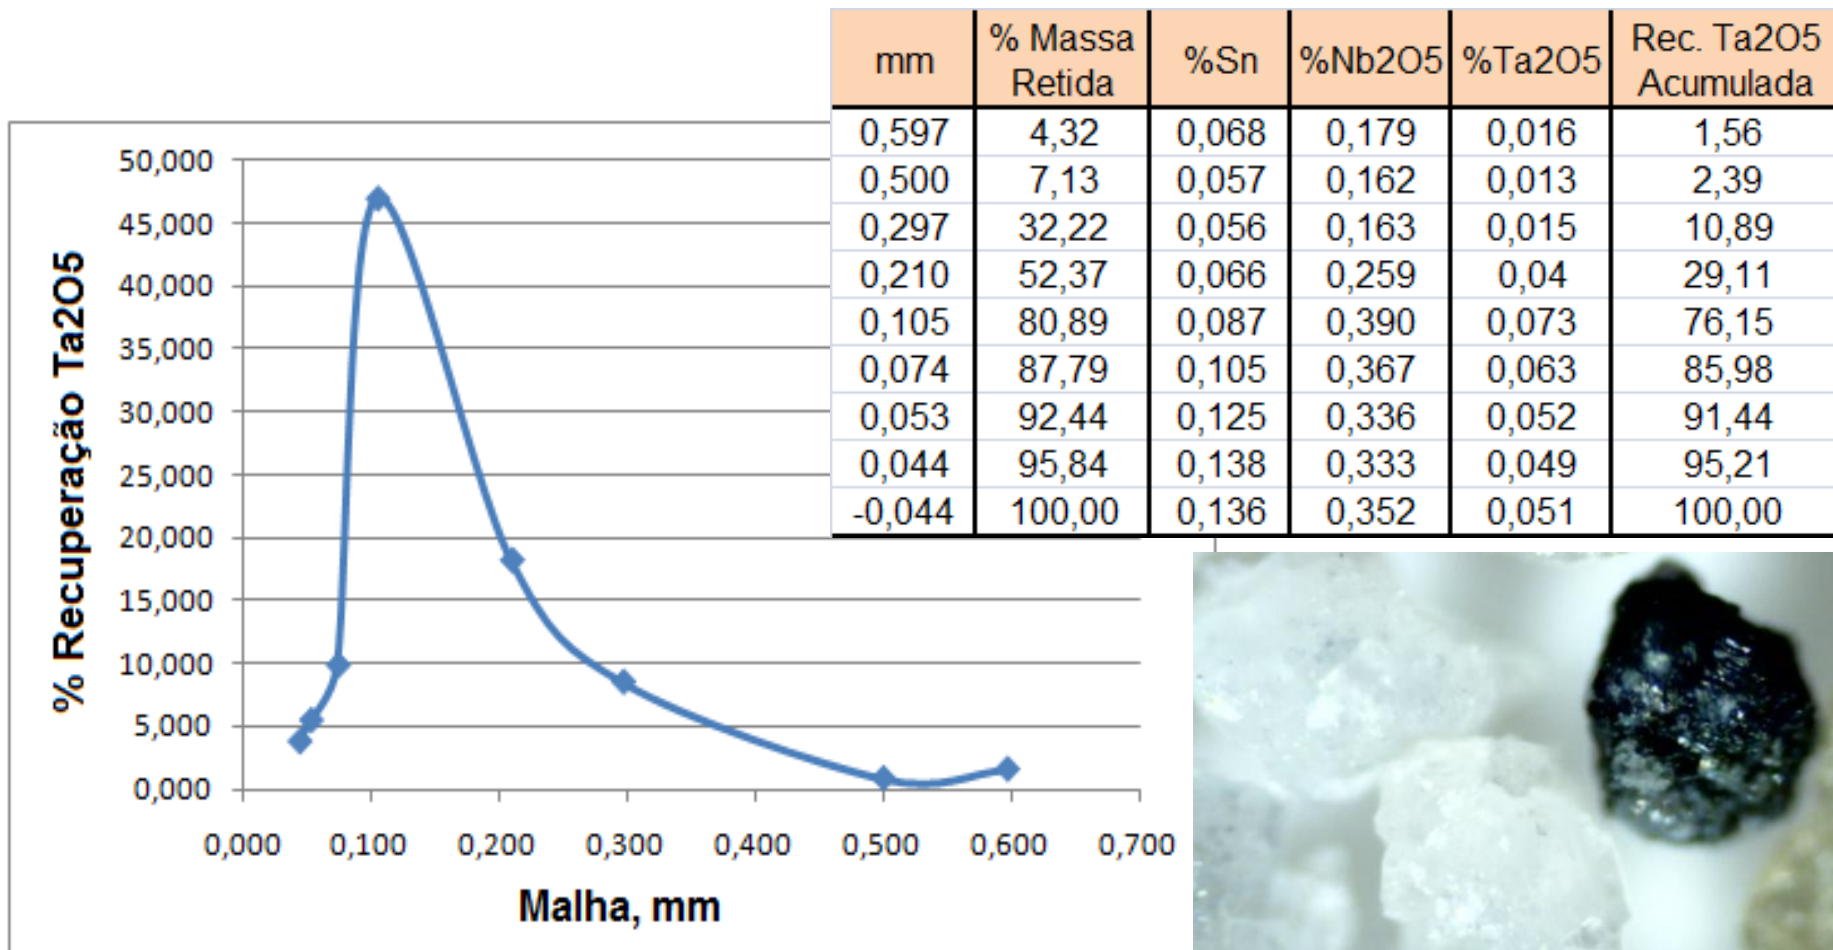 mm % Massa Retida %Sn %Nb2O5 %Ta2O5 Rec. Ta2O5 Acumulada
0,597 4,32 0,068 0,179 0,016 1,56
0,500 7,13 0,057 0,162 0,013 2,39
0,297 32,22 0,056 0,163 0,015 10,89
0,210 52,37 0,066 0,259 0,04 29,11
0,105 80,89 0,087 0,390 0,073 76,15
0,074 87,79 0,105 0,367 0,063 85,98
0,053 92,44 0,125 0,336 0,052 91,44
0,044 95,84 0,138 0,333 0,049 95,21
-0,044 100,00 0,136 0,352 0,051 100,00
% Recuperação Ta2O5
50,000
45,000
40,000
35,000
30,000
25,000
20,000
15,000
10,000
5,000
0,000
0,000 0,100 0,200 0,300 0,400 0,500 0,600 0,700
Malha, mm